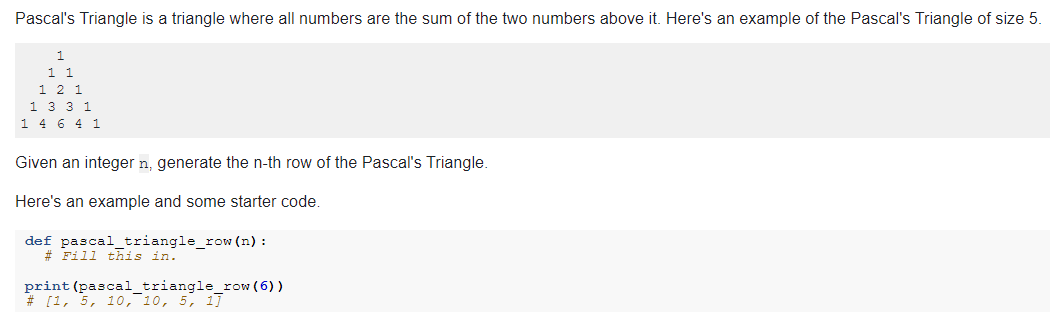 Pascal's Triangle is a triangle where all numbers are the sum of the two numbers above it. Here's an example of the Pascal's Triangle of size 5.
1
1 1
1 2 1
1 3 3 1
1 4 6 4 1
Given an integer n, generate the n-th row of the Pascal's Triangle.
Here's an example and some starter code.
def pascal_triangle_row(n):
# Fill this in.
print(pascal_triangle_row(6))
# [1, 5, 10, 10, 5, 1]